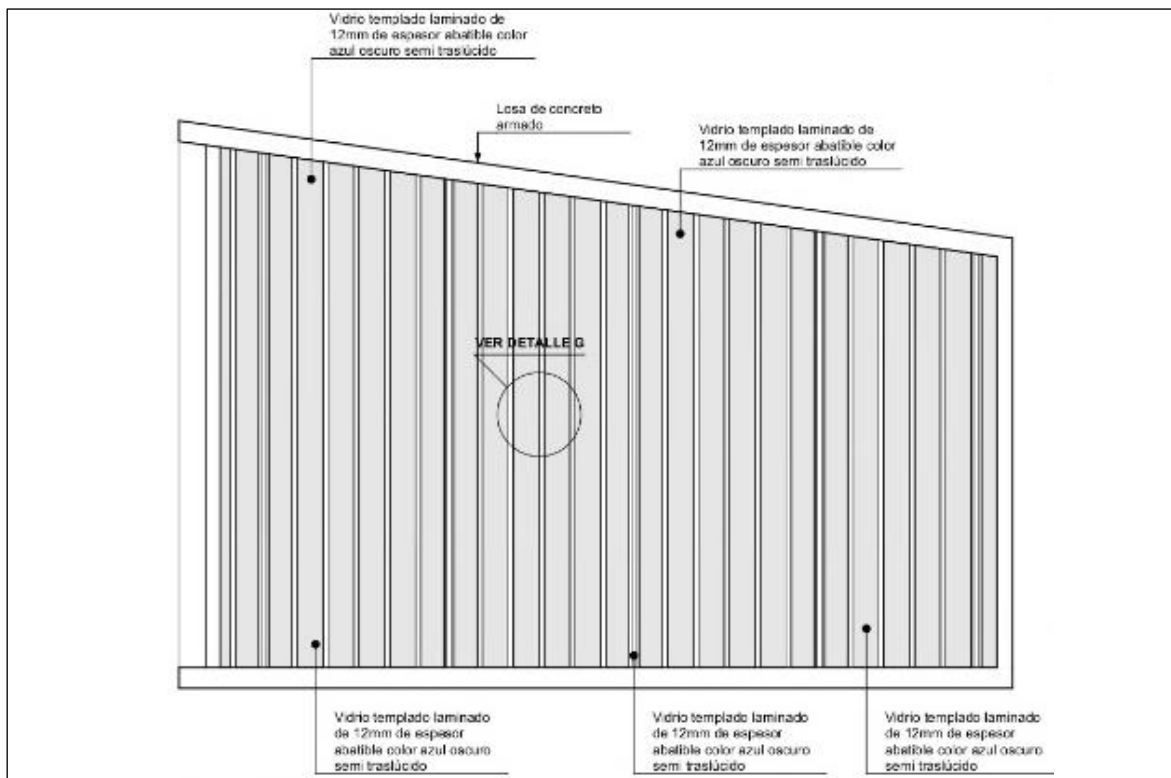 Vidrio templado laminado de
12mm de espesor abatible color
azul oscuro semi traslúcido
Losa de concreto
armado
Vidrio templado laminado de
12mm de espesor abatible color
azul oscuro semi traslúcido
VER DETALLE G
Vidrio templado laminado
de 12mm de espesor
abatible color azul oscuro
semi traslúcido
Vidrio templado laminado
de 12mm de espesor
abatible color azul oscuro
semi traslúcido
Vidrio templado laminado
de 12mm de espesor
abatible color azul oscuro
semi traslúcido